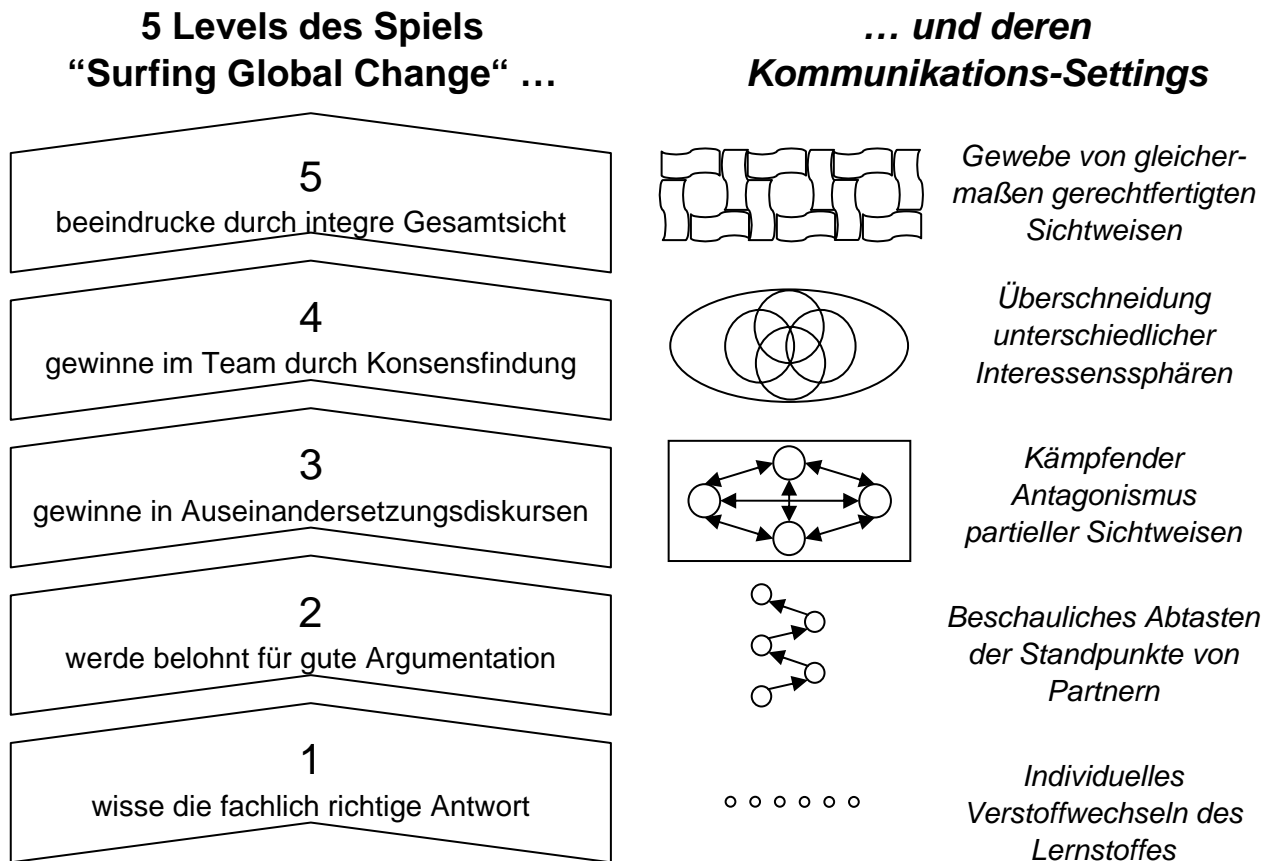 5 Levels des Spiels
“Surfing Global Change“ …
… und deren
Kommunikations-Settings
5
beeindrucke durch integre Gesamtsicht
Gewebe von gleicher-
maßen gerechtfertigten
Sichtweisen
4
gewinne im Team durch Konsensfindung
Überschneidung
unterschiedlicher
Interessenssphären
3
gewinne in Auseinandersetzungsdiskursen
Kämpfender
Antagonismus
partieller Sichtweisen
2
werde belohnt für gute Argumentation
Beschauliches Abtasten
der Standpunkte von
Partnern
1
wisse die fachlich richtige Antwort
Individuelles
Verstoffwechseln des
Lernstoffes